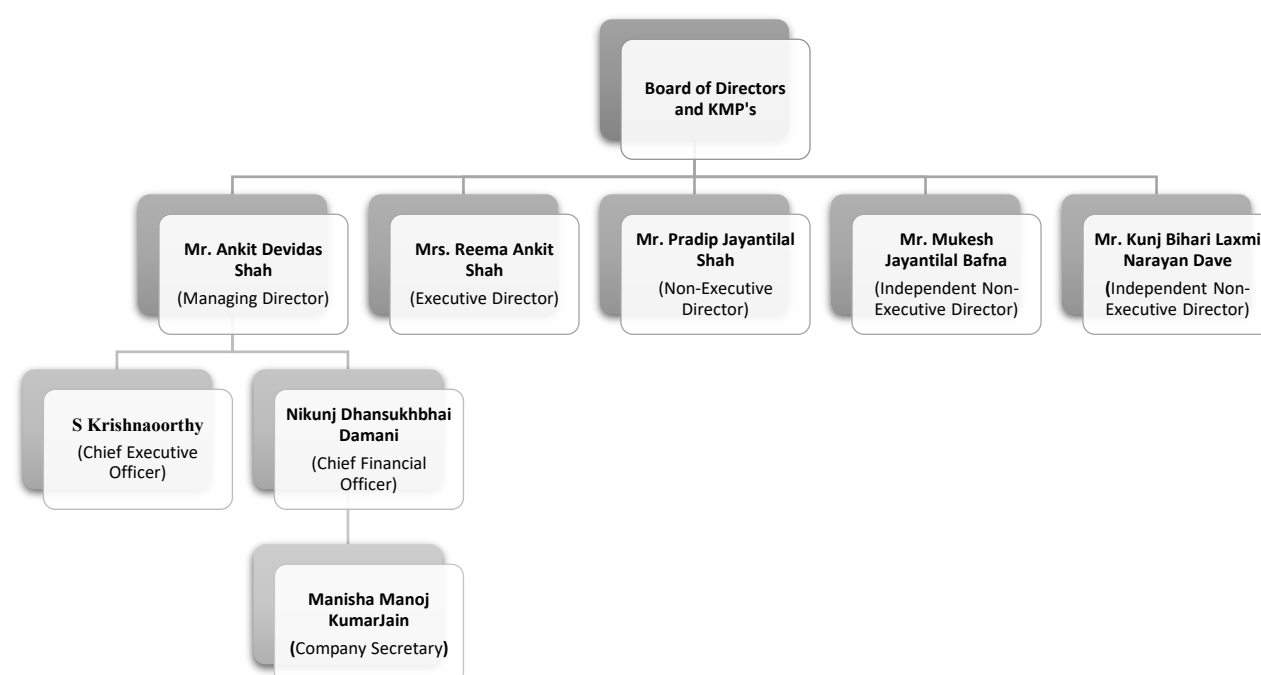 Board of Directors
and KMP's
Mr. Ankit Devidas
Shah
(Managing Director)
Mrs. Reema Ankit
Shah
(Executive Director)
Mr. Pradip Jayantilal
Shah
(Non-Executive
Director)
Mr. Mukesh
Jayantilal Bafna
(Independent Non-
Executive Director)
Mr. Kunj Bihari Laxmi
Narayan Dave
(Independent Non-
Executive Director)
S Krishnaoorthy
(Chief Executive
Officer)
Nikunj Dhansukhbhai
Damani
(Chief Financial
Officer)
Manisha Manoj
KumarJain
(Company Secretary)